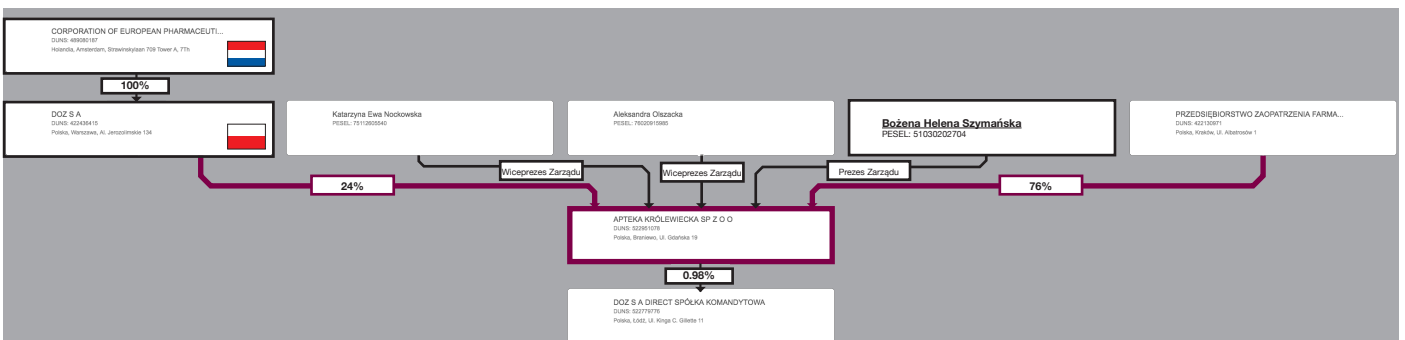 CORPORATION OF EUROPEAN PHARMACEUTI...
DUNS: 489080187
Holandia, Amsterdam, Strawinskylaan 709 Tower A, 7Th
100%
DOZ S A
DUNS: 422436415
Polska, Warszawa, Al. Jerozolimskie 134
Katarzyna Ewa Nockowska
PESEL: 75112605540
Aleksandra Olszacka
PESEL: 76020915985
Bożena Helena Szymańska
PESEL: 51030202704
PRZEDSIĘBIORSTWO ZAOPATRZENIA FARMA...
DUNS: 422130971
Polska, Kraków, Ul. Albatrosów 1
Wiceprezes Zarządu
Wiceprezes Zarządu
Prezes Zarządu
24%
76%
APTEKA KRÓLEWIECKA SP Z O O
DUNS: 522951078
Polska, Braniewo, Ul. Gdańska 19
0.98%
DOZ S A DIRECT SPÓŁKA KOMANDYTOWA
DUNS: 522779776
Polska, Łódź, Ul. Kinga C. Gillette 11